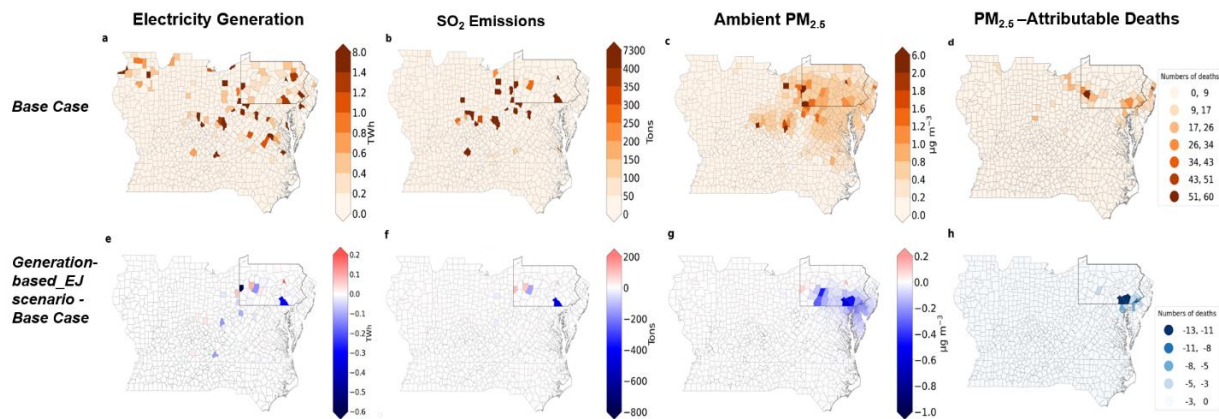 Electricity Generation
SO2 Emissions
Ambient PM2.5
PM2.5 –Attributable Deaths
Base Case
a
8.0
1.4
1.2
1.0
0.8
0.6
0.4
0.2
0.0
TWh
b
7300
400
350
300
250
200
150
100
50
0
Tons
c
6.0
2.0
1.8
1.6
1.4
1.2
1.0
0.8
0.4
0.0
µg m−3
d
Numbers of deaths
0, 9
9,17
17, 26
26, 34
34, 43
43, 51
51, 60
Generation-
based_EJ
scenario -
Base Case
e
0.2
0.1
0.0
−0.1
−0.2
−0.3
−0.4
−0.5
−0.6
TWh
f
200
0
−200
−400
−600
−800
Tons
g
0.2
0.0
−0.2
−0.4
−0.6
−0.8
−1.0
µg m−3
h
Numbers of deaths
-13, -11
-11, -8
-8, -5
-5, -3
-3, 0